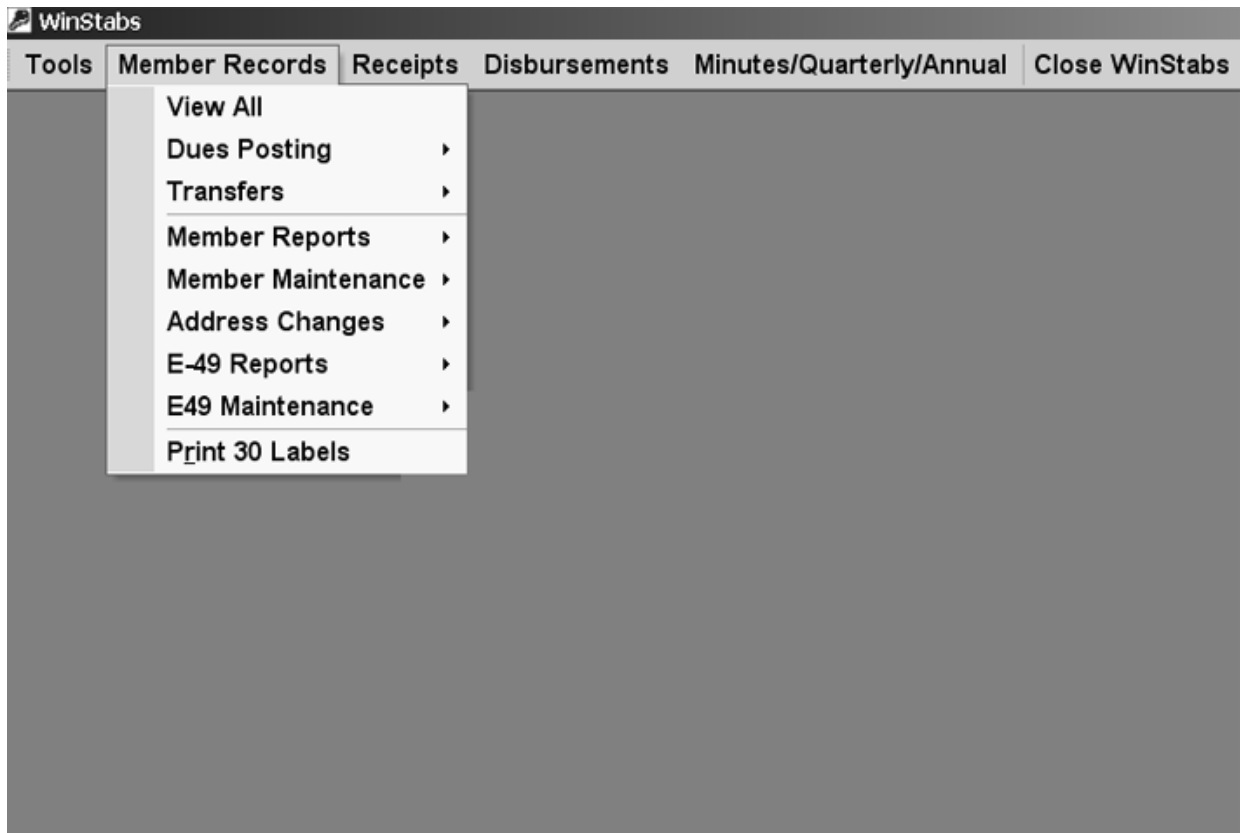 WinStabs
Tools Member Records Receipts Disbursements Minutes/Quarterly/Annual Close WinStabs
View All
Dues Posting
Transfers
Member Reports
Member Maintenance
Address Changes
E-49 Reports
E49 Maintenance
Print 30 Labels